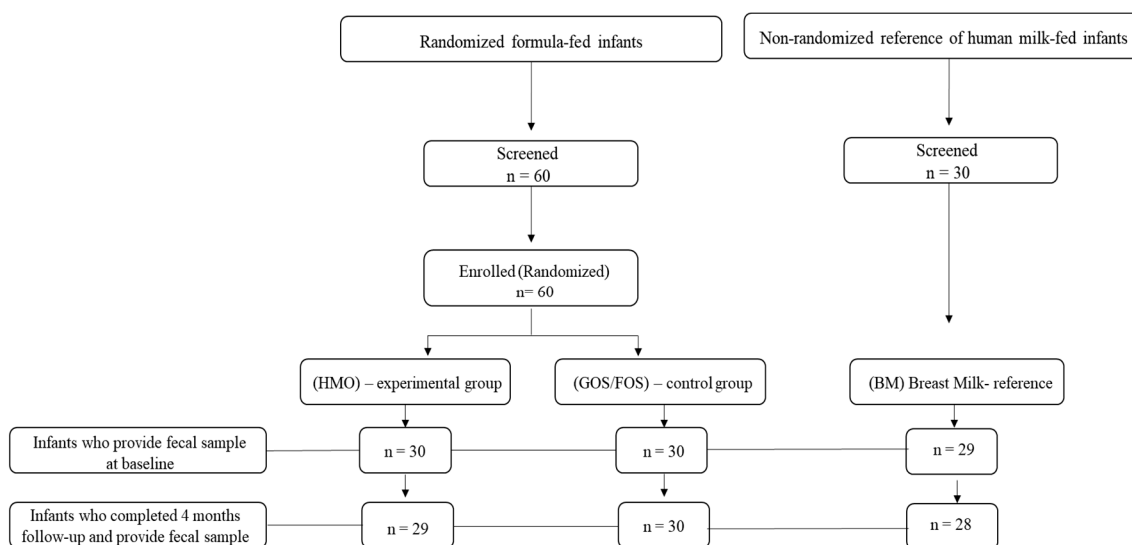 Randomized formula-fed infants
Non-randomized reference of human milk-fed infants
Screened
n = 60
Screened
n = 30
Enrolled (Randomized)
n= 60
(HMO) – experimental group
(GOS/FOS) – control group
(BM) Breast Milk- reference
Infants who provide fecal sample
at baseline
n = 30
n = 30
n = 29
Infants who completed 4 months
follow-up and provide fecal sample
n = 29
n = 30
n = 28